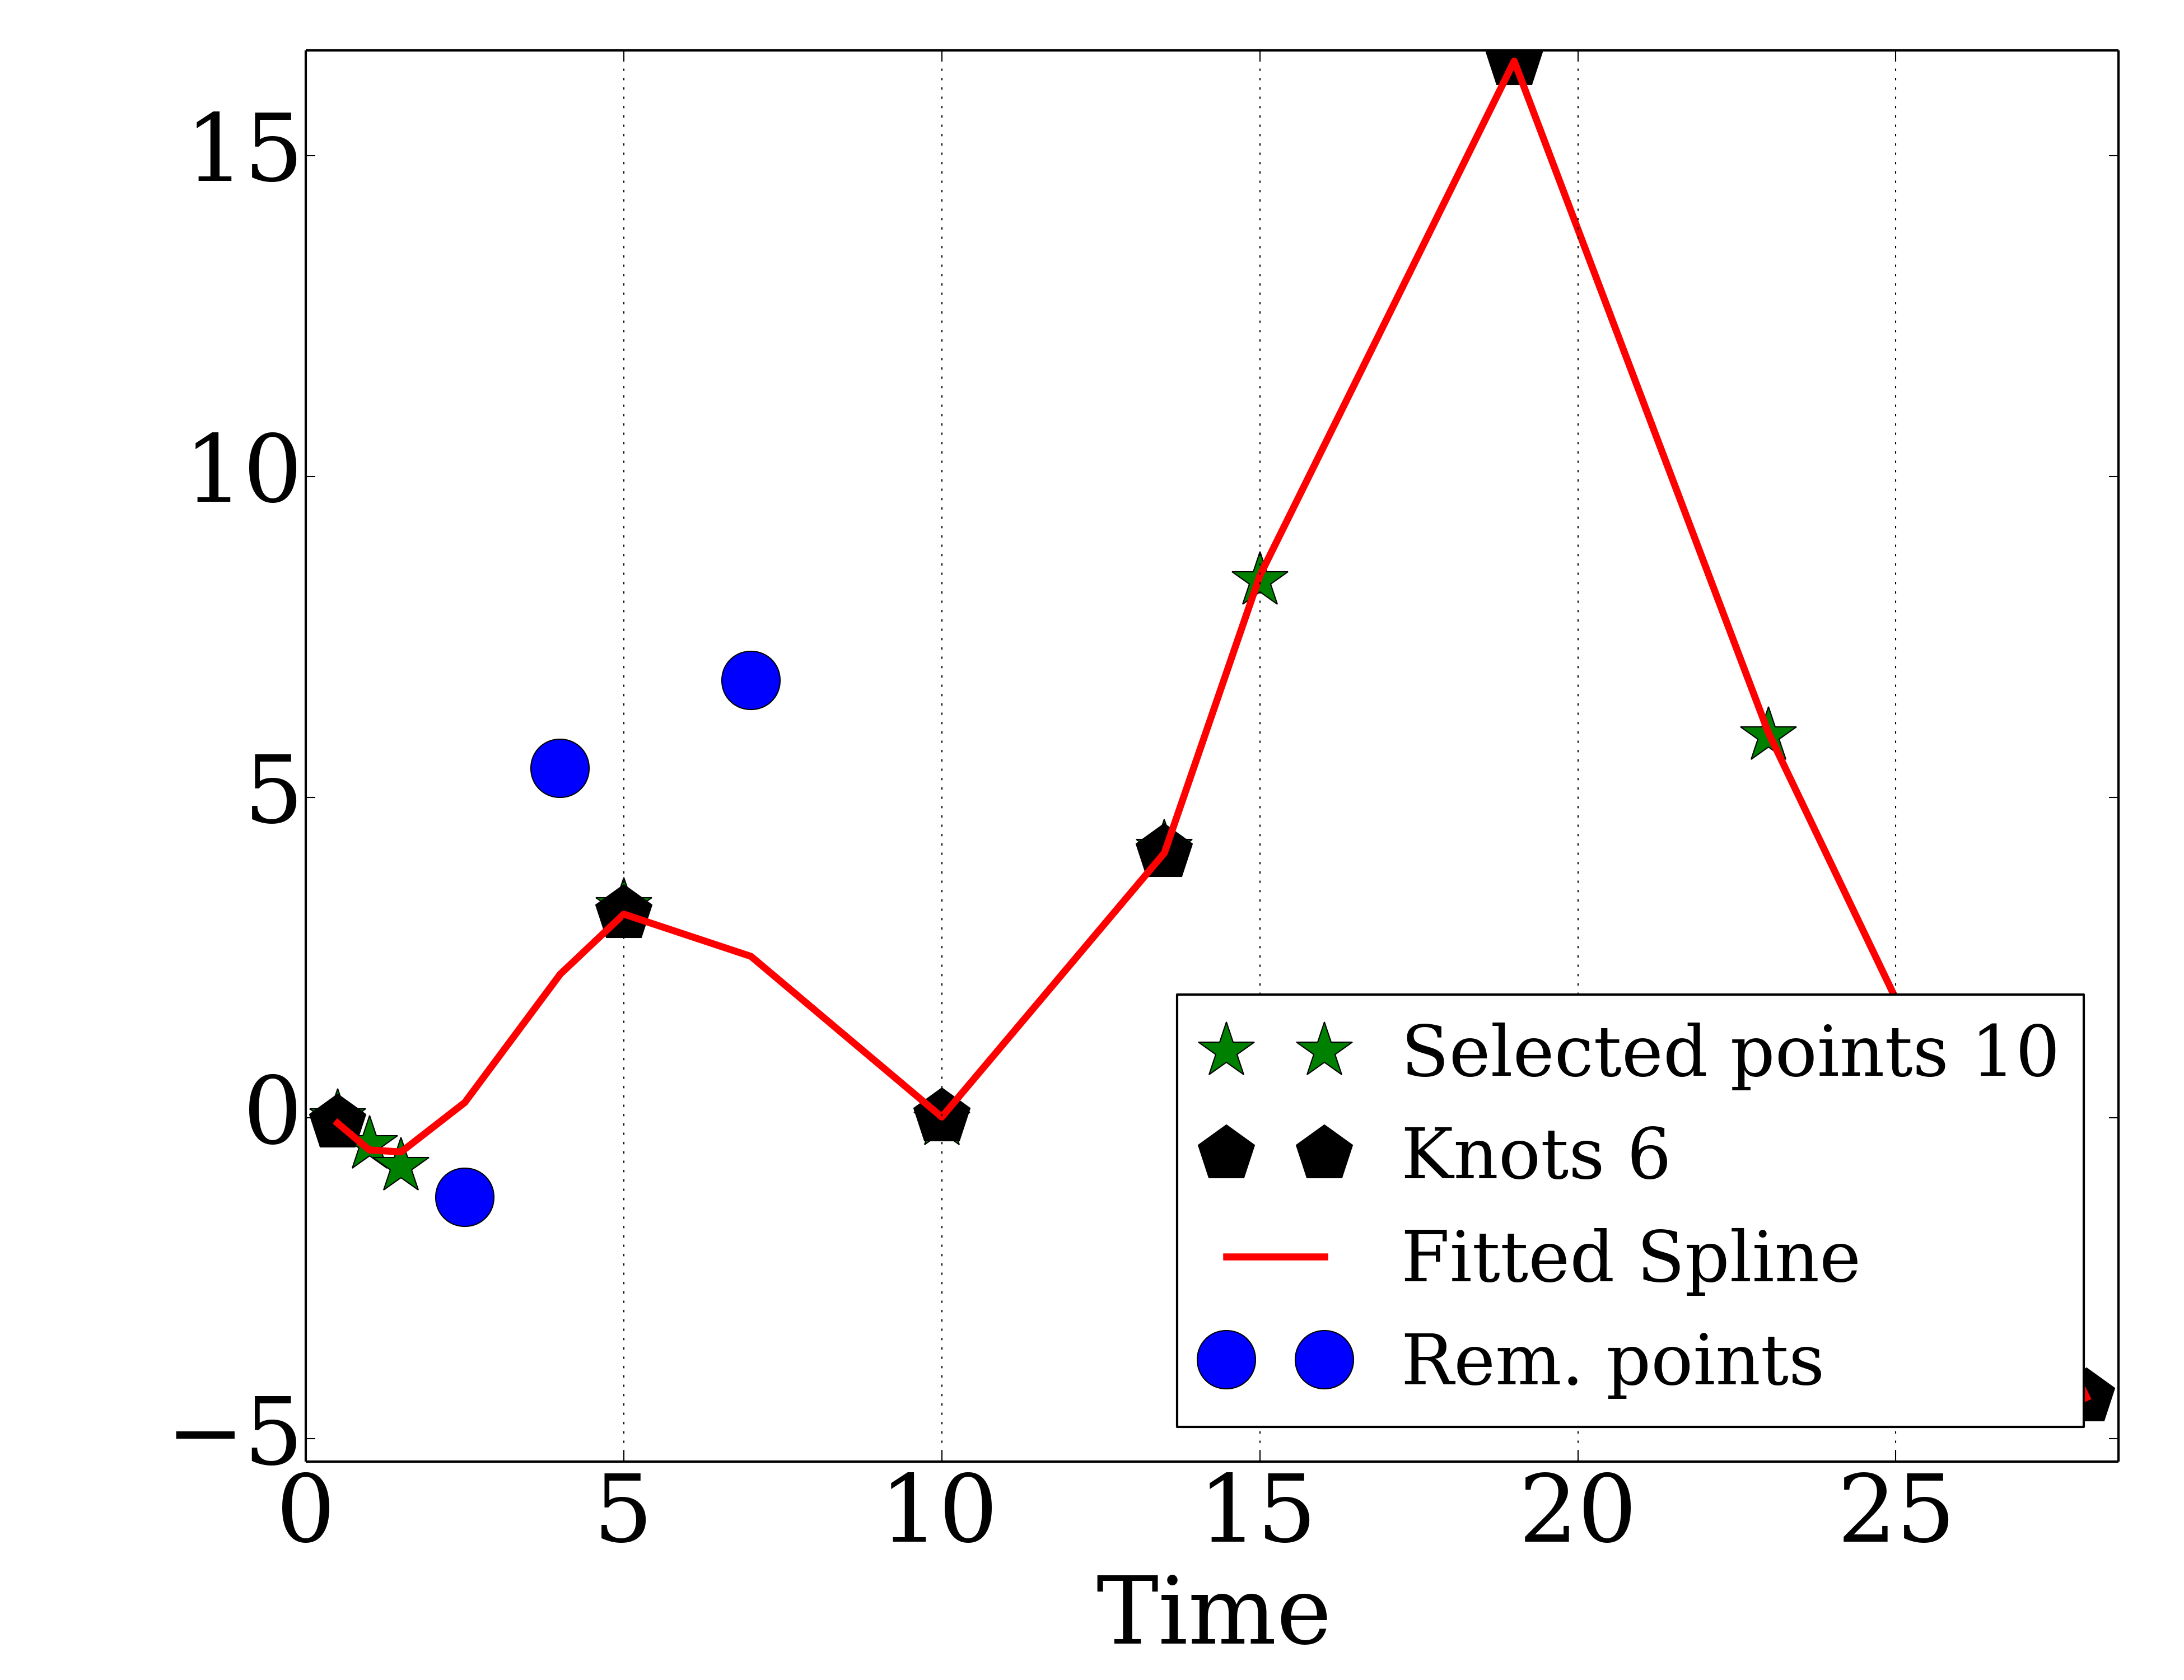 15
10
5
0
−5
0 5 10 15 20 25
Time
Selected points 10
Knots 6
Fitted Spline
Rem. points